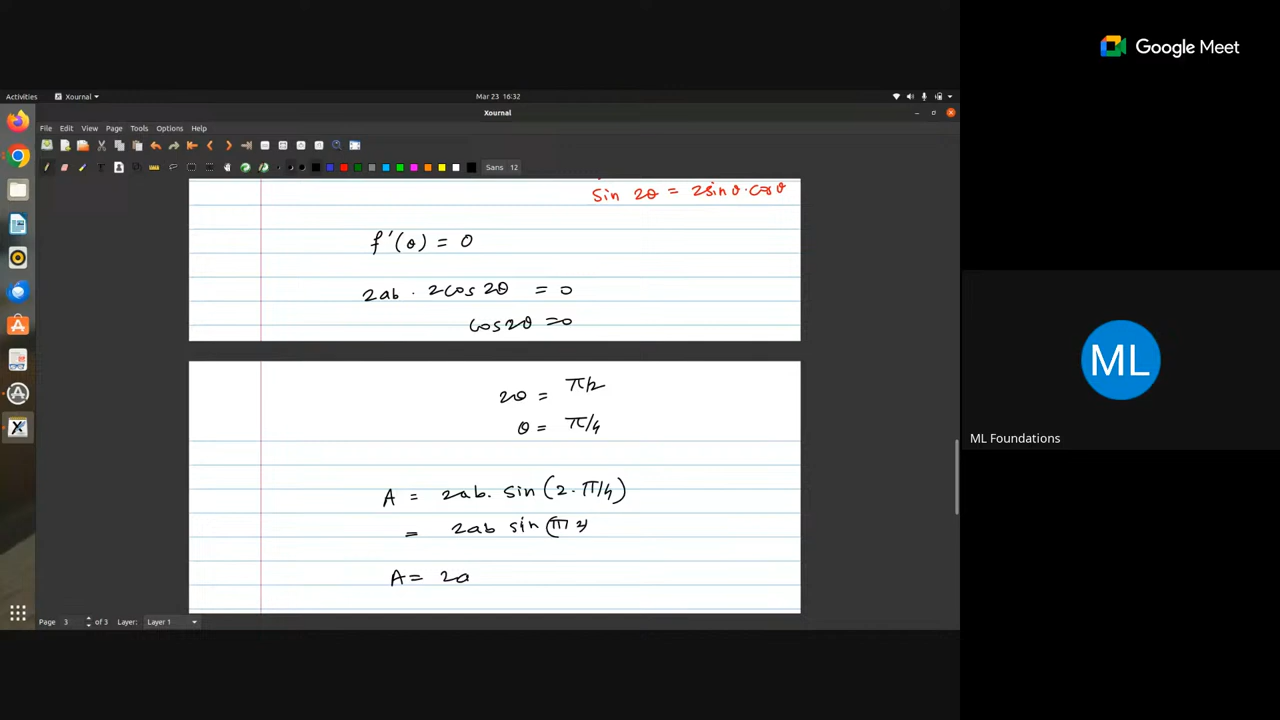 Google Meet
Activities Xournal Mar 23 16:32
Xournal
File Edit View Page Tools Options Help
Sans 12
sin 2θ = 2sinθ·cosθ
f'(θ) = 0
2ab · 2cos 2θ = 0
cos 2θ = 0
2θ = π/2
θ = π/4
A = 2ab. sin (2·π/4)
= 2ab sin (π
A = 2a
ML
ML Foundations
Page 3 of 3 Layer: Layer 1